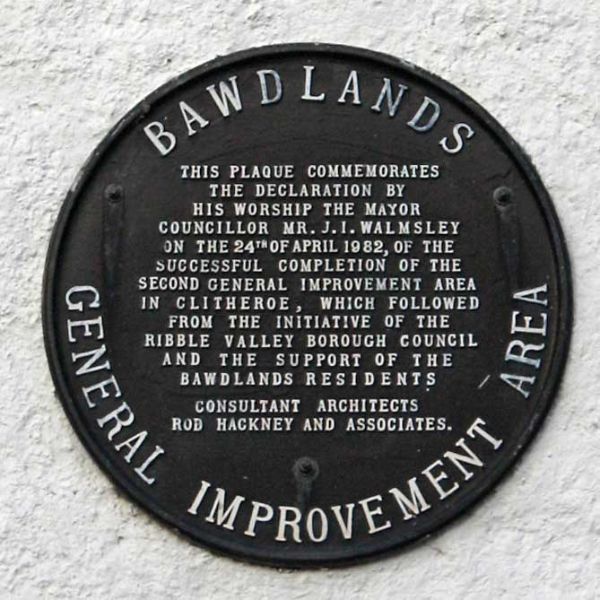 BAWDLANDS
THIS PLAQUE COMMEMORATES
THE DECLARATION BY
HIS WORSHIP THE MAYOR
COUNCILLOR MR. J. I. WALMSLEY
ON THE 24TH OF APRIL 1982, OF THE
SUCCESSFUL COMPLETION OF THE
SECOND GENERAL IMPROVEMENT AREA
IN CLITHEROE, WHICH FOLLOWED
FROM THE INITIATIVE OF THE
RIBBLE VALLEY BOROUGH COUNCIL
AND THE SUPPORT OF THE
BAWDLANDS RESIDENTS
CONSULTANT ARCHITECTS
ROD HACKNEY AND ASSOCIATES.
GENERAL IMPROVEMENT AREA